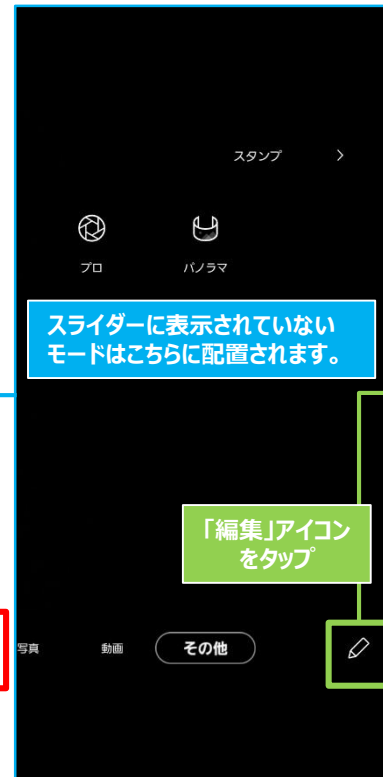 スタンプ
プロ パノラマ
スライダーに表示されていない
モードはこちらに配置されます。
「編集」アイコン
をタップ
写真 動画 その他